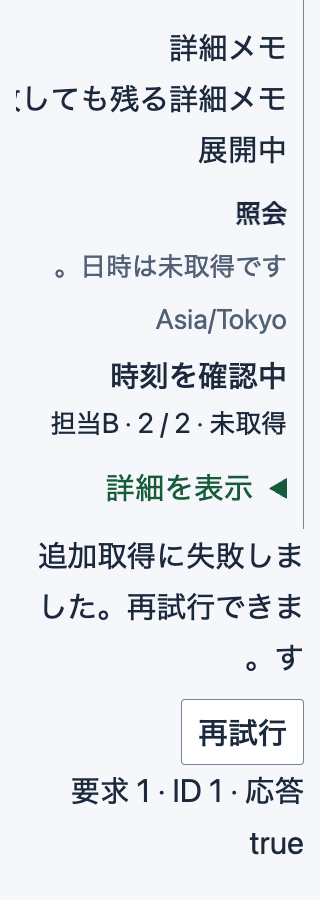 詳細メモ
しても残る詳細メモ
展開中
照会
。日時は未取得です
Asia/Tokyo
時刻を確認中
担当B · 2 / 2 · 未取得
詳細を表示 ◀
追加取得に失敗しま
した。再試行できま
。す
再試行
要求 1 · ID 1 · 応答
true